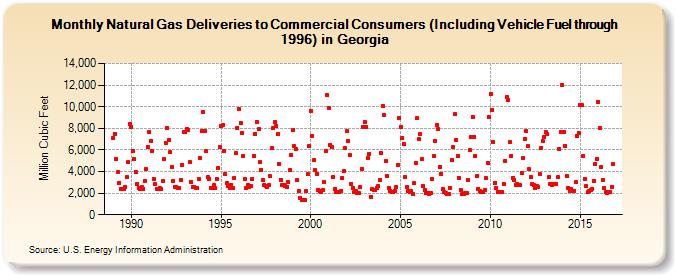 Monthly Natural Gas Deliveries to Commercial Consumers (Including Vehicle Fuel through
1996) in Georgia
Million Cubic Feet
14,000
12,000
10,000
8,000
6,000
4,000
2,000
0
1990 1995 2000 2005 2010 2015
Source: U.S. Energy Information Administration